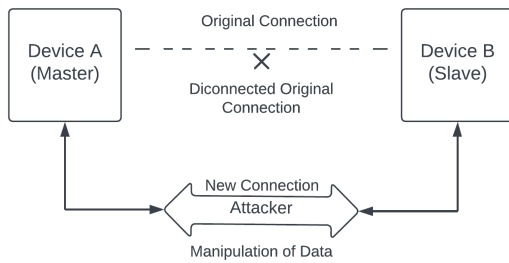 Original Connection
Device A
(Master)
Device B
(Slave)
Diconnected Original
Connection
New Connection
Attacker
Manipulation of Data